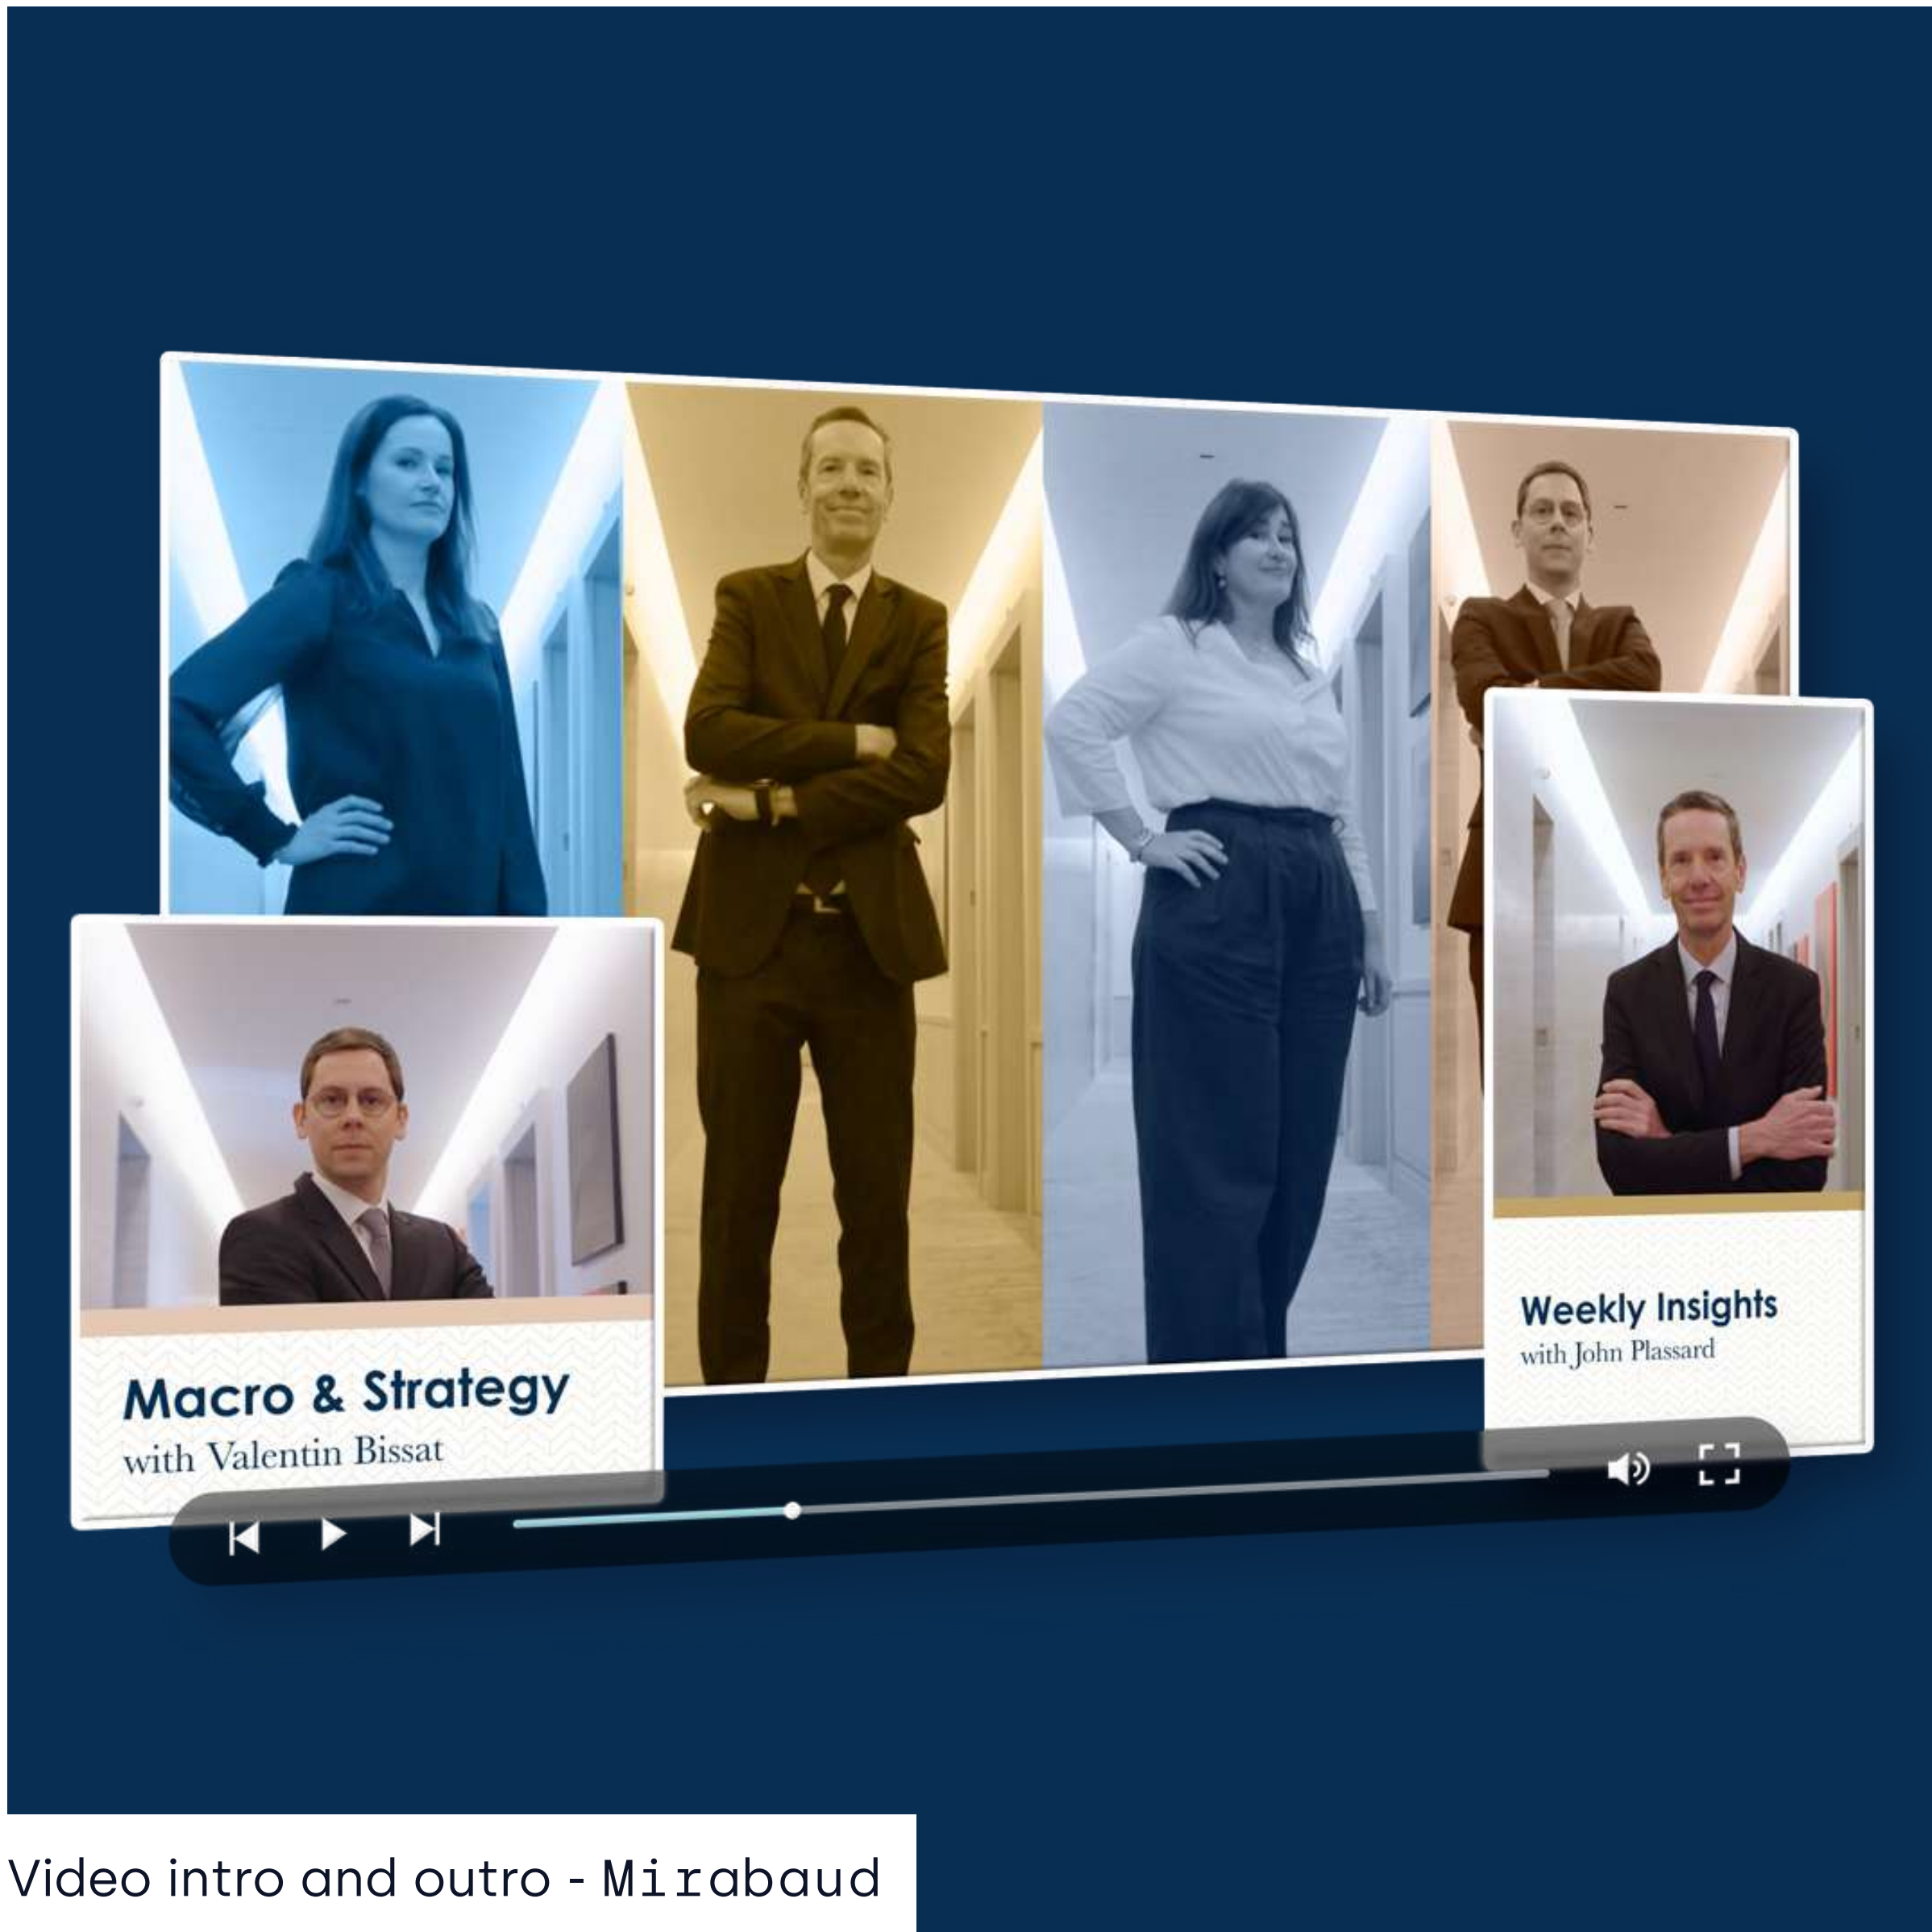 Macro & Strategy
with Valentin Bissat
Weekly Insights
with John Plassard
Video intro and outro - Mirabaud